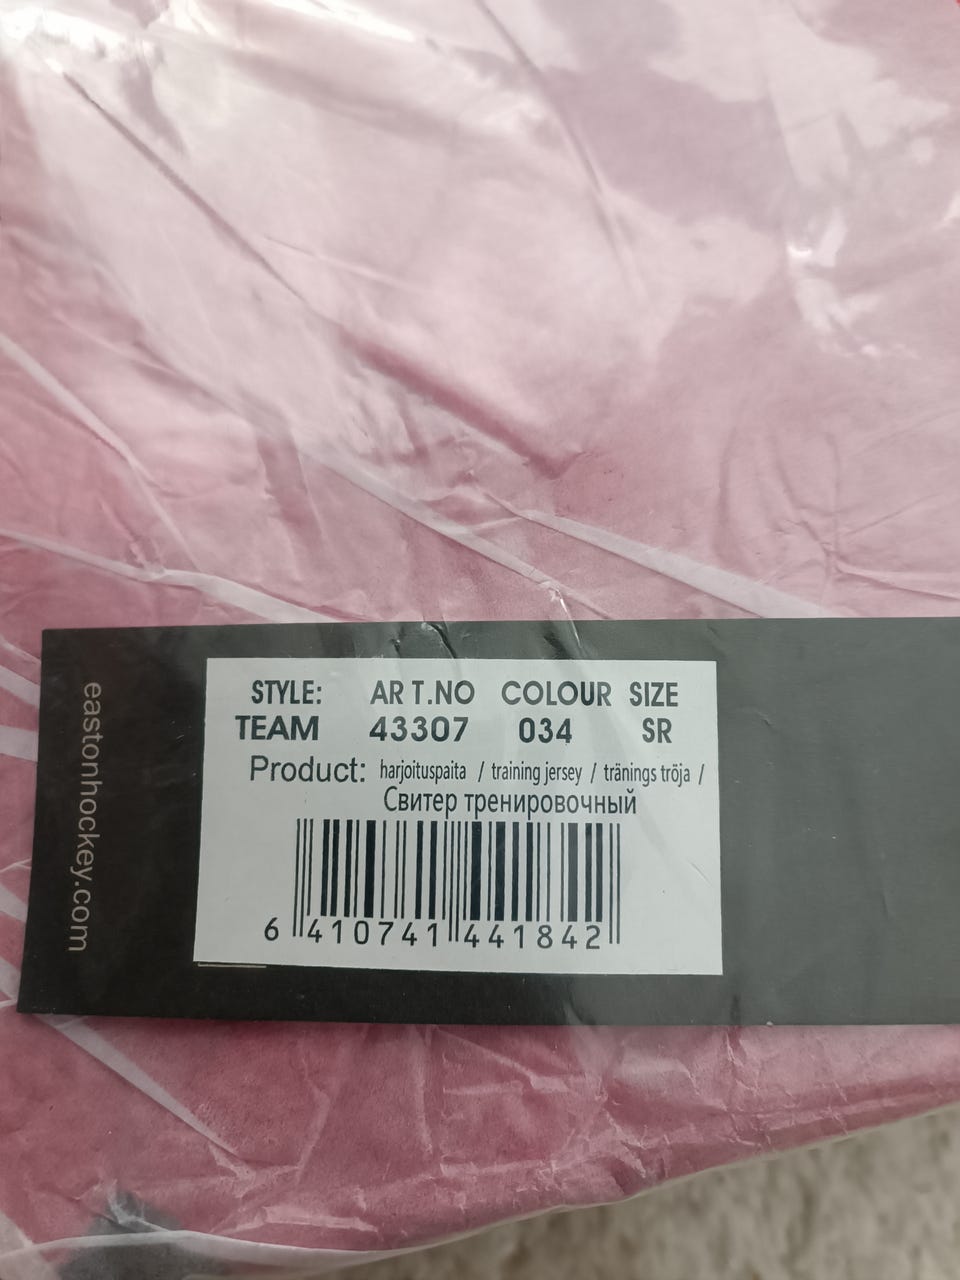 eastonhockey.com
STYLE: ART.NO COLOUR SIZE
TEAM 43307 034 SR
Product: harjoituspaita / training jersey / tränings tröja /
Свитер тренировочный
6 410741 441842